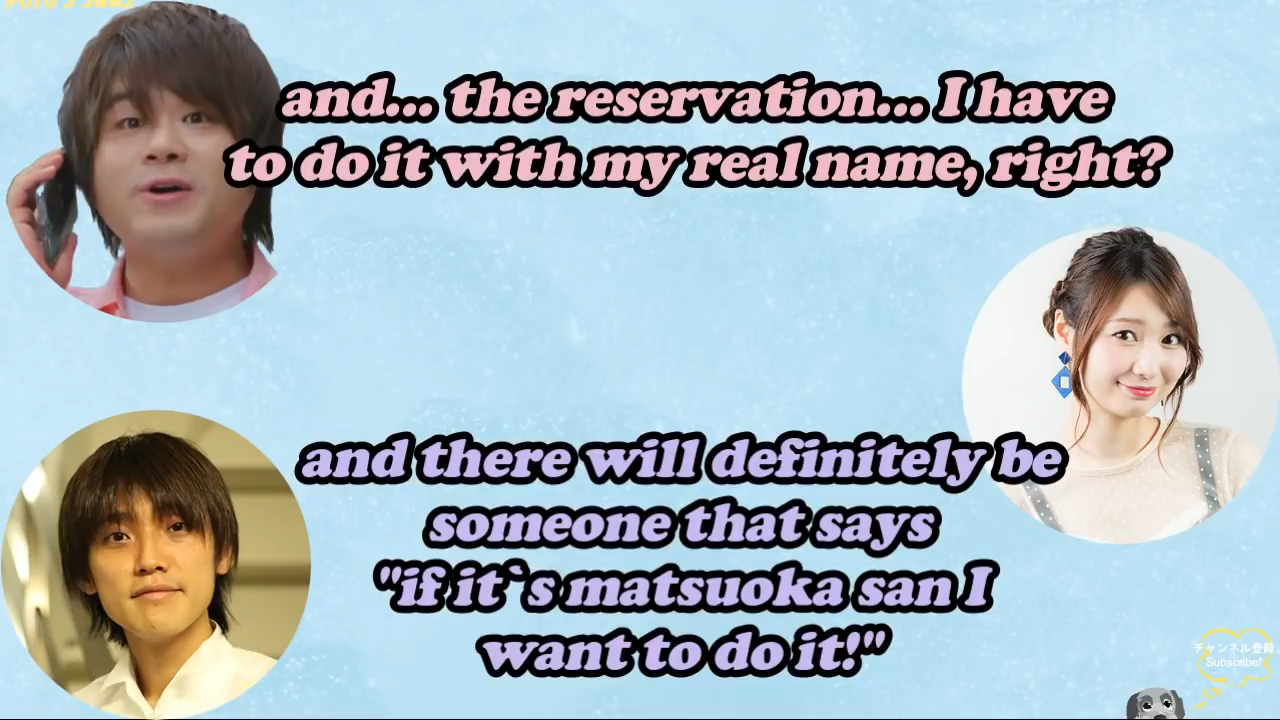 and... the reservation... I have
to do it with my real name, right?
and there will definitely be
someone that says
"if it`s matsuoka san I
want to do it!"
チャンネル登録
Subscribe!